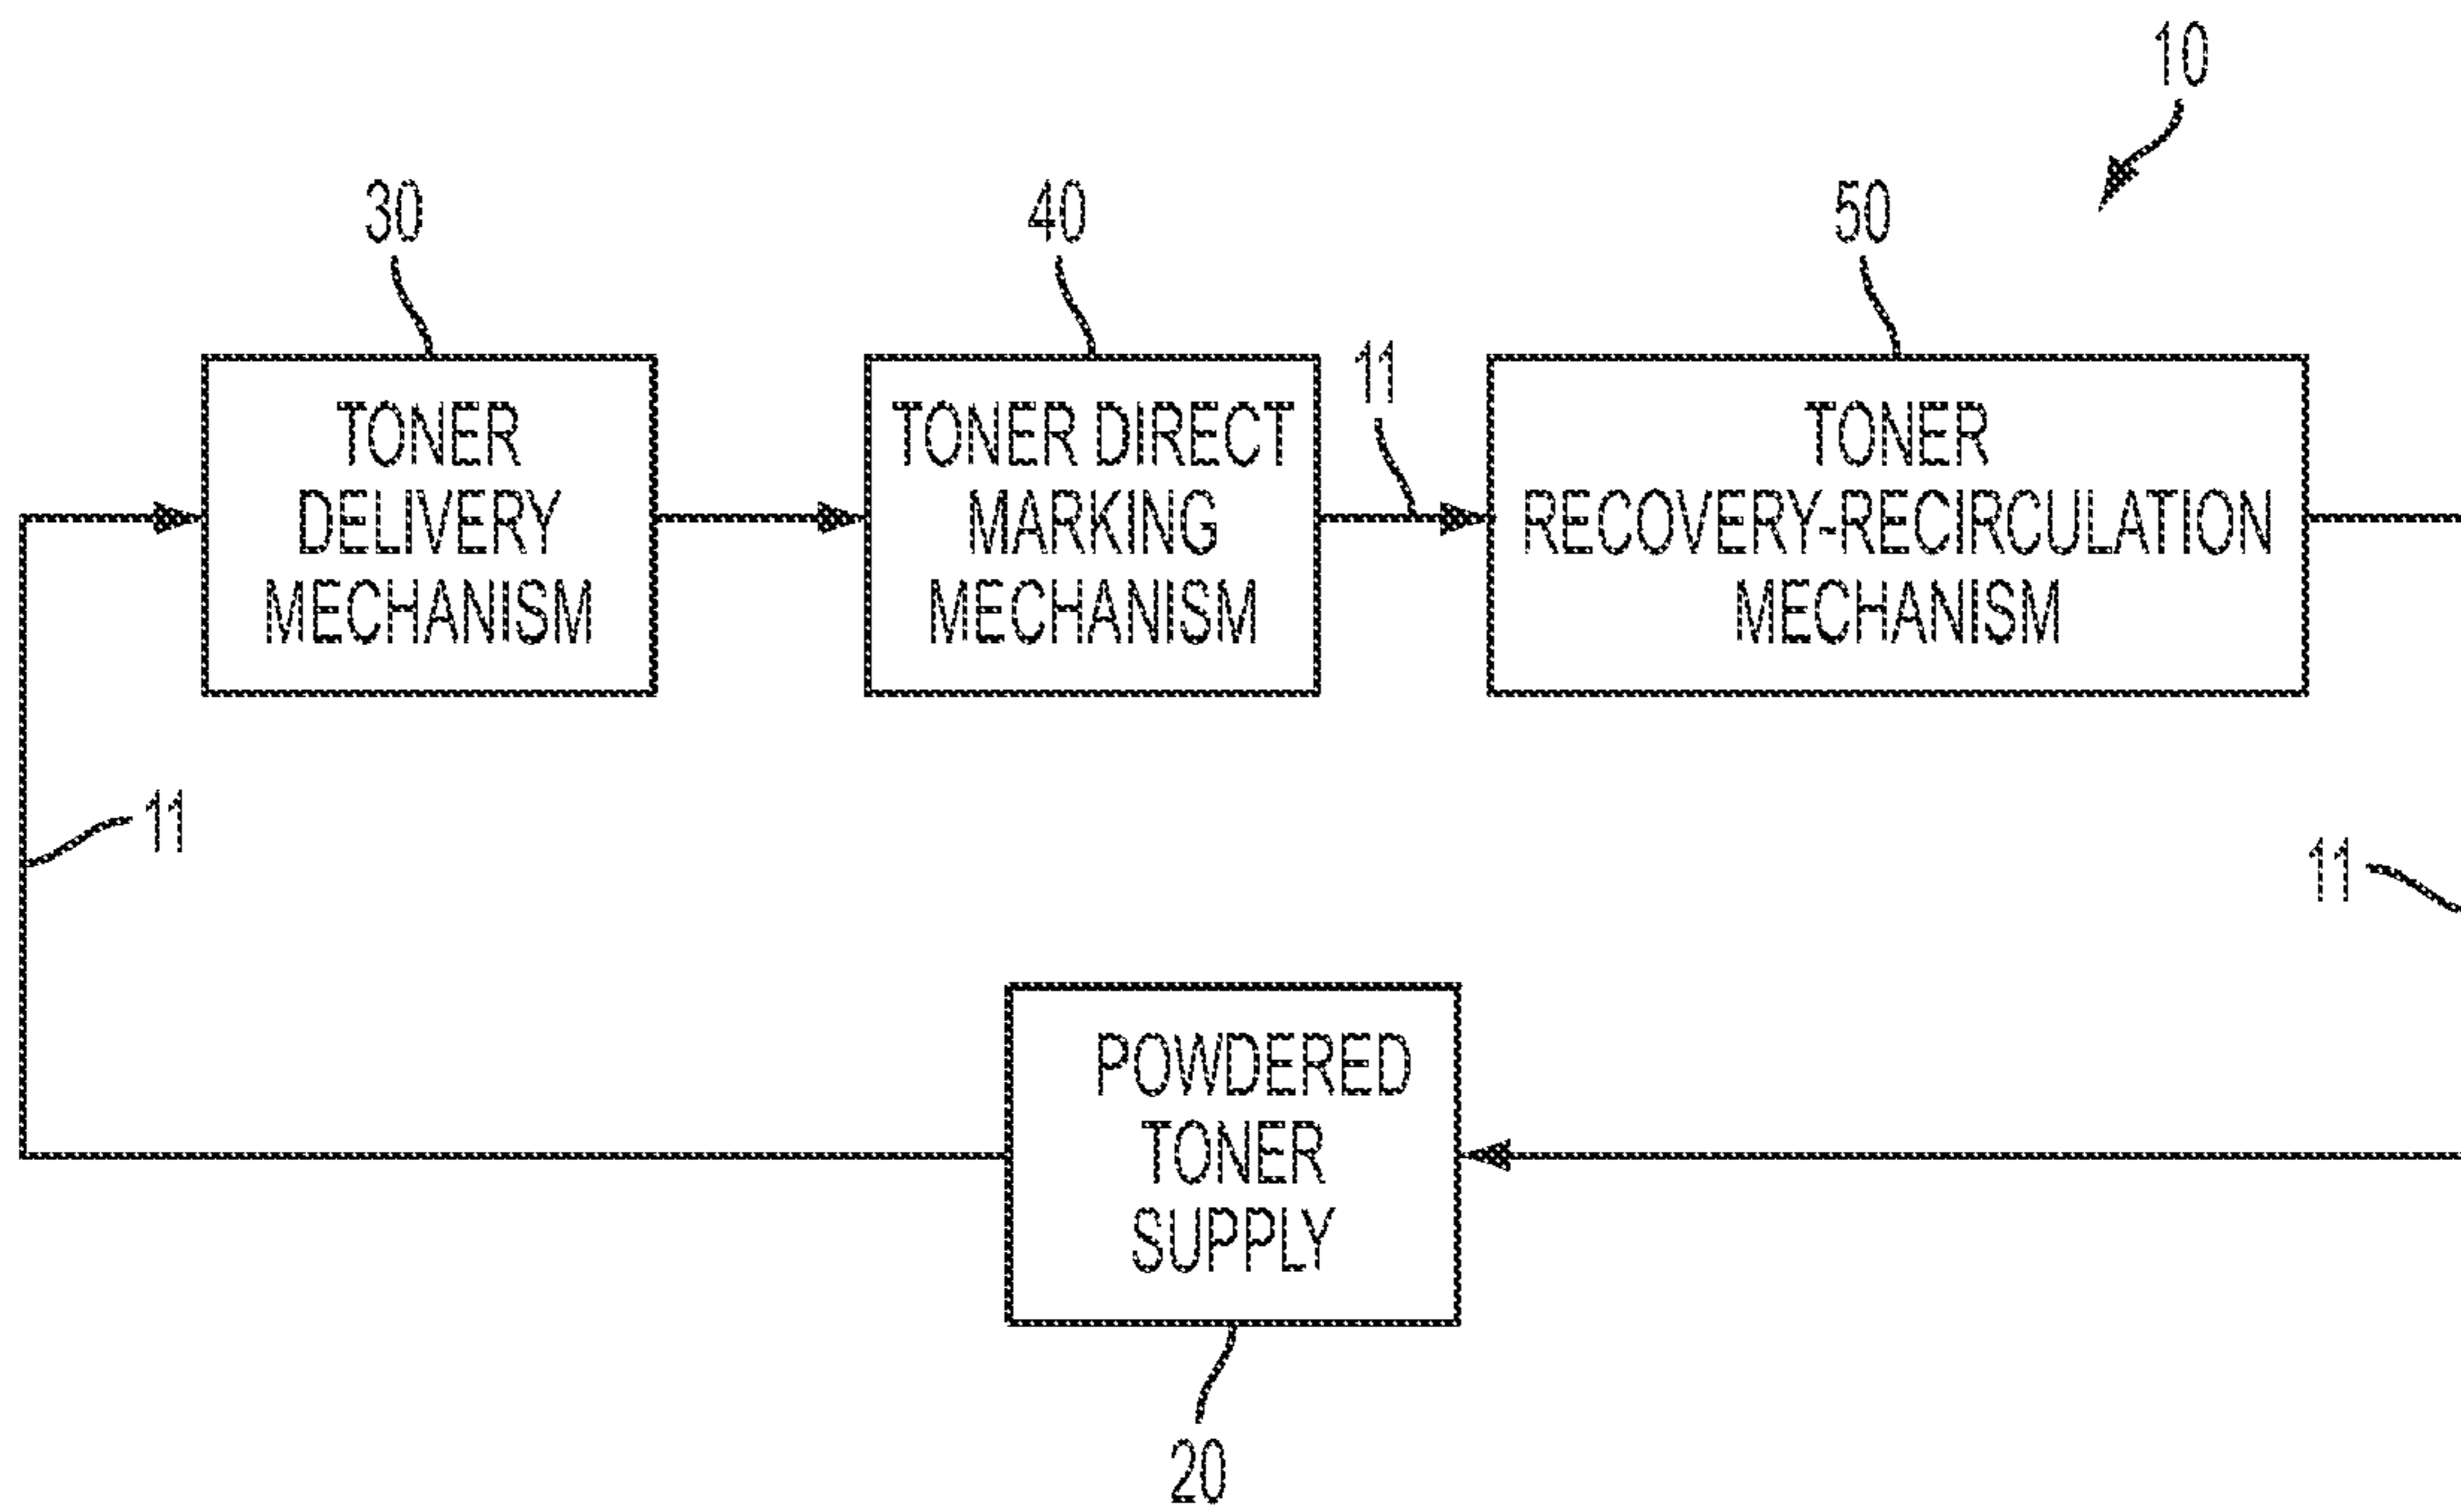 10
30
40
50
11
TONER
DELIVERY
MECHANISM
TONER DIRECT
MARKING
MECHANISM
TONER
RECOVERY-RECIRCULATION
MECHANISM
11
11
POWDERED
TONER
SUPPLY
20